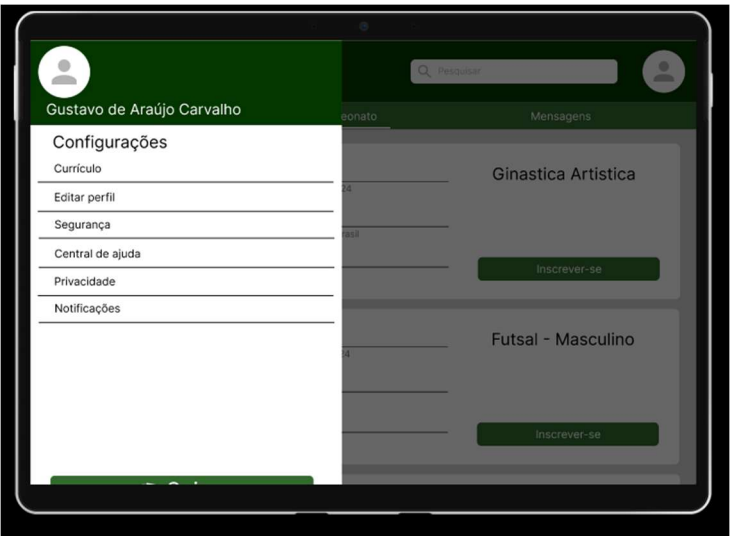 Pesquisar
Gustavo de Araújo Carvalho
Mensagens
Configurações
Currículo
Editar perfil
Segurança
Central de ajuda
Privacidade
Notificações
Ginastica Artistica
Inscrever-se
Futsal - Masculino
Inscrever-se